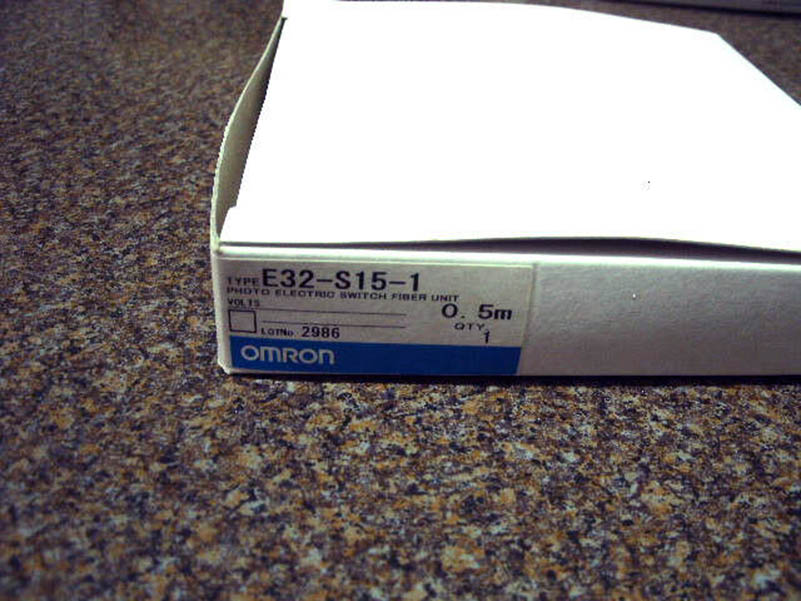 TYPE E32-S15-1
PHOTO ELECTRIC SWITCH FIBER UNIT
VOLTS
0.5m
QTY.
1
LOTNo. 2986
OMRON